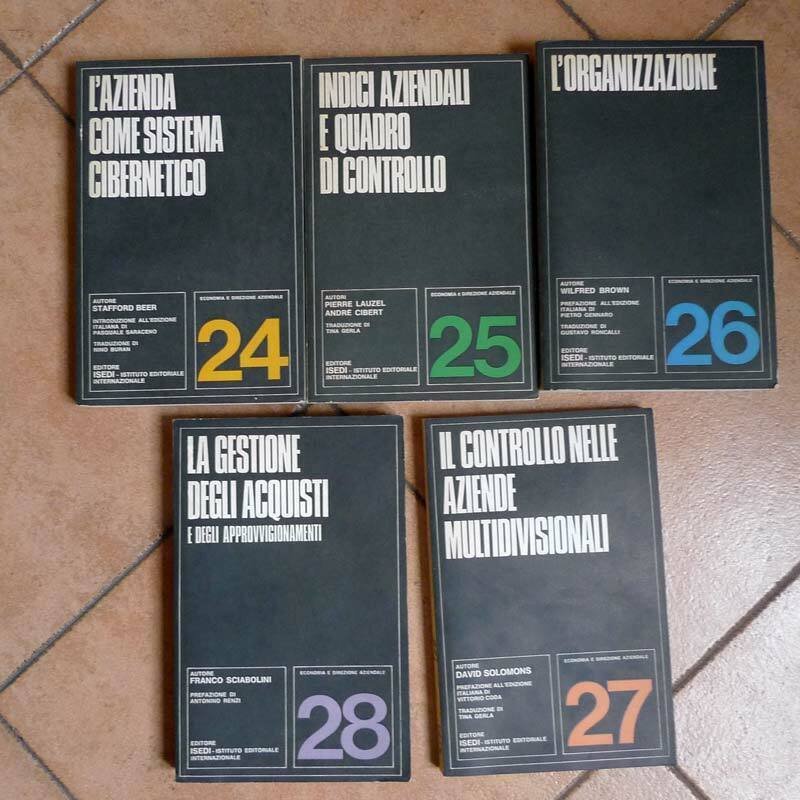 L'AZIENDA
COME SISTEMA
CIBERNETICO
AUTORE
STAFFORD BEER
INTRODUZIONE ALL'EDIZIONE
ITALIANA DI
PASQUALE SARACENO
TRADUZIONE DI
NINO BURAN
EDITORE
ISEDI - ISTITUTO EDITORIALE
INTERNAZIONALE
ECONOMIA E DIREZIONE AZIENDALE
24
INDICI AZIENDALI
E QUADRO
DI CONTROLLO
AUTORI
PIERRE LAUZEL
ANDRÉ CIBERT
TRADUZIONE DI
TINA GERLA
EDITORE
ISEDI - ISTITUTO EDITORIALE
INTERNAZIONALE
ECONOMIA e DIREZIONE AZIENDALE
25
L'ORGANIZZAZIONE
AUTORE
WILFRED BROWN
PREFAZIONE ALL'EDIZIONE
ITALIANA DI
PIETRO GENNARO
TRADUZIONE DI
GUSTAVO RONCALLI
EDITORE
ISEDI - ISTITUTO EDITORIALE
INTERNAZIONALE
ECONOMIA E DIREZIONE AZIENDALE
26
LA GESTIONE
DEGLI ACQUISTI
E DEGLI APPROVVIGIONAMENTI
AUTORE
FRANCO SCIABOLINI
PREFAZIONE DI
ANTONINO RENZI
EDITORE
ISEDI - ISTITUTO EDITORIALE
INTERNAZIONALE
ECONOMIA E DIREZIONE AZIENDALE
28
IL CONTROLLO NELLE
AZIENDE
MULTIDIVISIONALI
AUTORE
DAVID SOLOMONS
PREFAZIONE ALL'EDIZIONE
ITALIANA DI
VITTORIO CODA
TRADUZIONE DI
TINA GERLA
EDITORE
ISEDI - ISTITUTO EDITORIALE
INTERNAZIONALE
ECONOMIA E DIREZIONE AZIENDALE
27